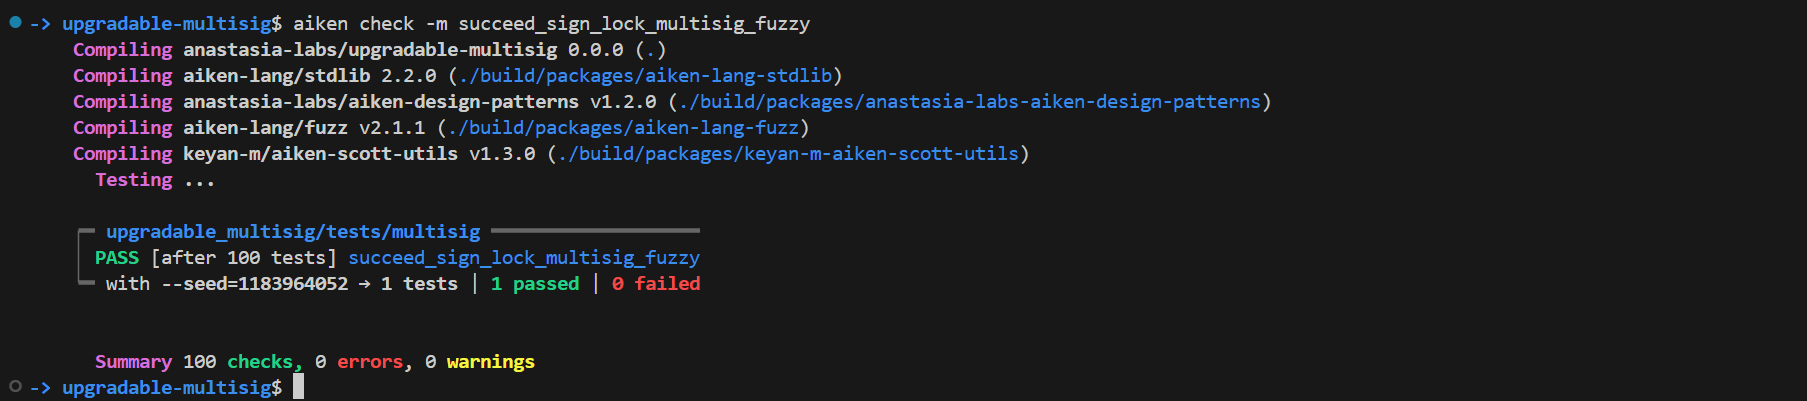 -> upgradable-multisig$ aiken check -m succeed_sign_lock_multisig_fuzzy
Compiling anastasia-labs/upgradable-multisig 0.0.0 (.)
Compiling aiken-lang/stdlib 2.2.0 (./build/packages/aiken-lang-stdlib)
Compiling anastasia-labs/aiken-design-patterns v1.2.0 (./build/packages/anastasia-labs-aiken-design-patterns)
Compiling aiken-lang/fuzz v2.1.1 (./build/packages/aiken-lang-fuzz)
Compiling keyan-m/aiken-scott-utils v1.3.0 (./build/packages/keyan-m-aiken-scott-utils)
Testing ...
upgradable_multisig/tests/multisig
PASS [after 100 tests] succeed_sign_lock_multisig_fuzzy
with --seed=1183964052 → 1 tests | 1 passed | 0 failed
Summary 100 checks, 0 errors, 0 warnings
-> upgradable-multisig$